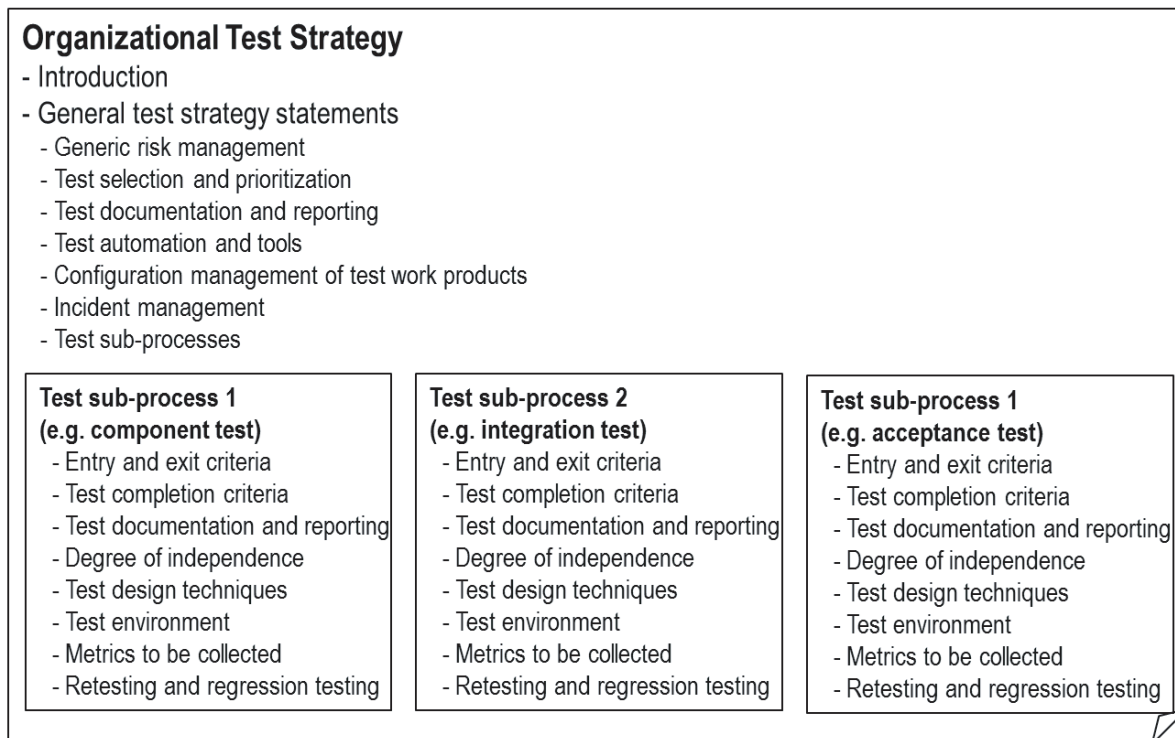 Organizational Test Strategy
- Introduction
- General test strategy statements
- Generic risk management
- Test selection and prioritization
- Test documentation and reporting
- Test automation and tools
- Configuration management of test work products
- Incident management
- Test sub-processes
Test sub-process 1
(e.g. component test)
- Entry and exit criteria
- Test completion criteria
- Test documentation and reporting
- Degree of independence
- Test design techniques
- Test environment
- Metrics to be collected
- Retesting and regression testing
Test sub-process 2
(e.g. integration test)
- Entry and exit criteria
- Test completion criteria
- Test documentation and reporting
- Degree of independence
- Test design techniques
- Test environment
- Metrics to be collected
- Retesting and regression testing
Test sub-process 1
(e.g. acceptance test)
- Entry and exit criteria
- Test completion criteria
- Test documentation and reporting
- Degree of independence
- Test design techniques
- Test environment
- Metrics to be collected
- Retesting and regression testing